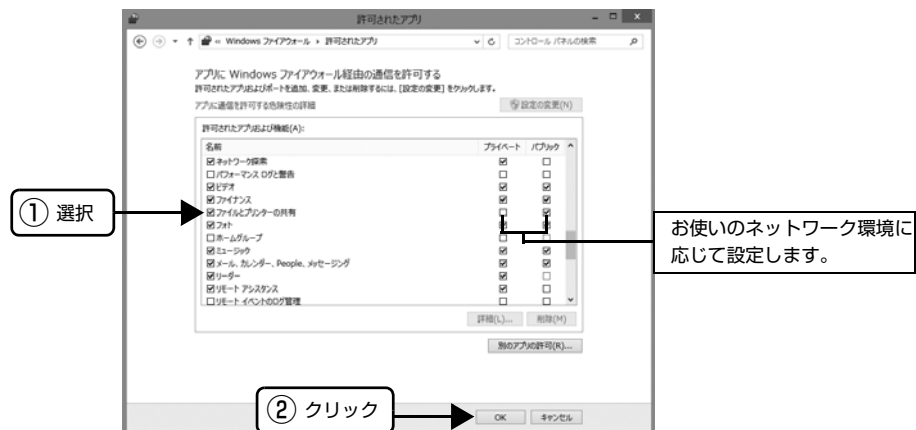 許可されたアプリ
« Windows ファイアウォール › 許可されたアプリ
コントロール パネルの検索
アプリに Windows ファイアウォール経由の通信を許可する
許可されたアプリおよびポートを追加、変更、または削除するには、[設定の変更] をクリックします。
アプリに通信を許可する危険性の詳細
設定の変更(N)
許可されたアプリおよび機能(A):
名前 プライベート パブリック
ネットワーク探索
パフォーマンス ログと警告
ビデオ
ファイナンス
ファイルとプリンターの共有
フォト
ホームグループ
ミュージック
メール、カレンダー、People、メッセージング
リーダー
リモート アシスタンス
リモート イベントのログ管理
詳細(L)... 削除(M)
別のアプリの許可(R)...
OK キャンセル
① 選択
お使いのネットワーク環境に
応じて設定します。
② クリック